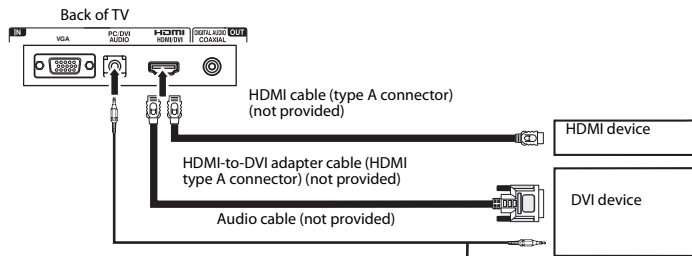 Back of TV
IN
VGA
PC/DVI
AUDIO
HDMI
HDMI/DVI
DIGITAL AUDIO
COAXIAL
OUT
HDMI cable (type A connector)
(not provided)
HDMI device
HDMI-to-DVI adapter cable (HDMI
type A connector) (not provided)
DVI device
Audio cable (not provided)